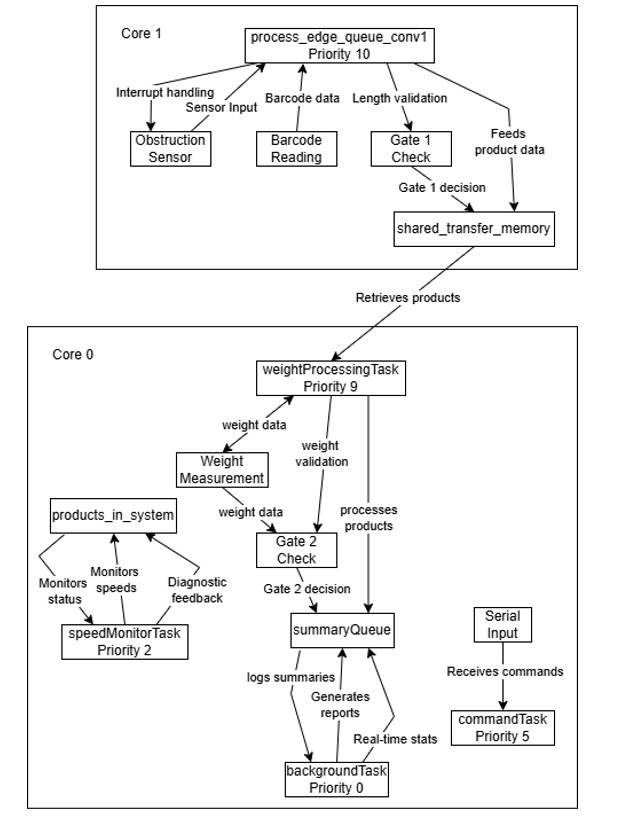 Core 1
process_edge_queue_conv1
Priority 10
Interrupt handling
Sensor Input
Barcode data
Length validation
Feeds
product data
Obstruction
Sensor
Barcode
Reading
Gate 1
Check
Gate 1 decision
shared_transfer_memory
Retrieves products
Core 0
weightProcessingTask
Priority 9
weight data
weight
validation
Weight
Measurement
processes
products
weight data
products_in_system
Gate 2
Check
Monitors
status
Monitors
speeds
Diagnostic
feedback
Gate 2 decision
speedMonitorTask
Priority 2
summaryQueue
Serial
Input
logs summaries
Generates
reports
Receives commands
Real-time stats
commandTask
Priority 5
backgroundTask
Priority 0